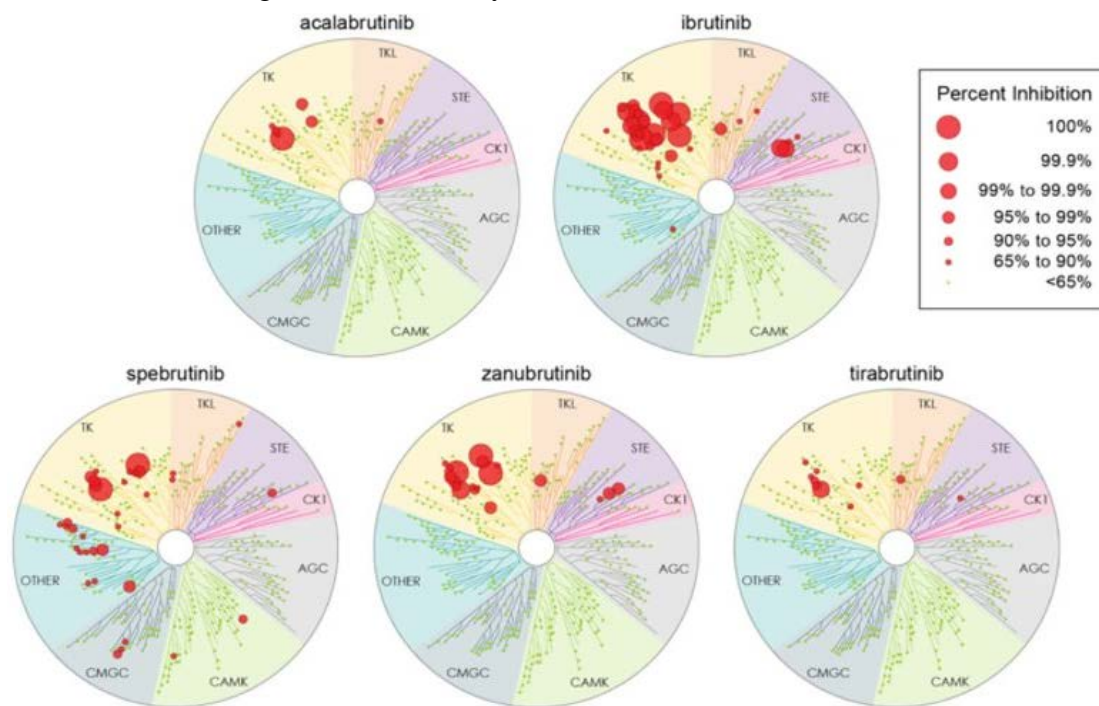 acalabrutinib
TK
TKL
STE
CK1
AGC
CAMK
CMGC
OTHER
ibrutinib
TK
TKL
STE
CK1
AGC
CAMK
CMGC
OTHER
Percent Inhibition
100%
99.9%
99% to 99.9%
95% to 99%
90% to 95%
65% to 90%
<65%
spebrutinib
TK
TKL
STE
CK1
AGC
CAMK
CMGC
OTHER
zanubrutinib
TK
TKL
STE
CK1
AGC
CAMK
CMGC
OTHER
tirabrutinib
TK
TKL
STE
CK1
AGC
CAMK
CMGC
OTHER